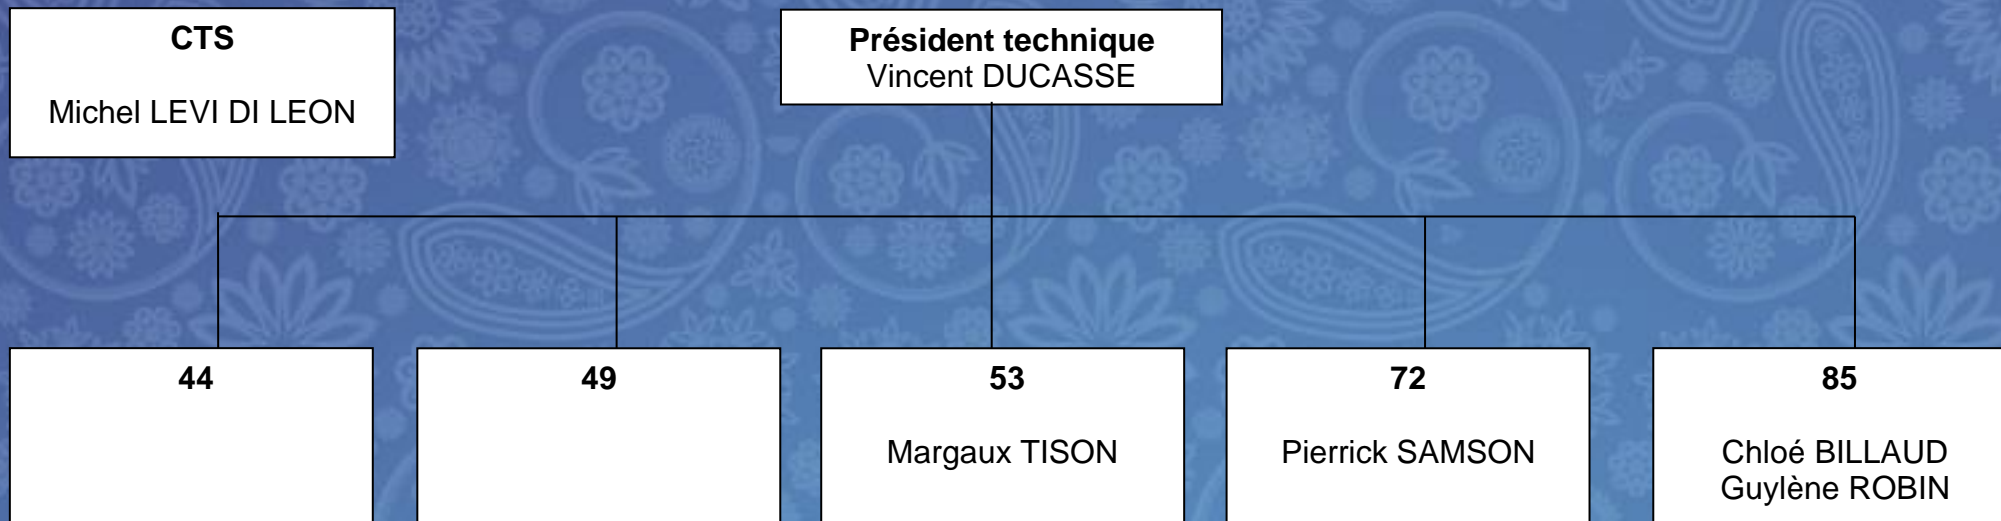 CTS
Michel LEVI DI LEON
Président technique
Vincent DUCASSE
44
49
53
Margaux TISON
72
Pierrick SAMSON
85
Chloé BILLAUD
Guylène ROBIN